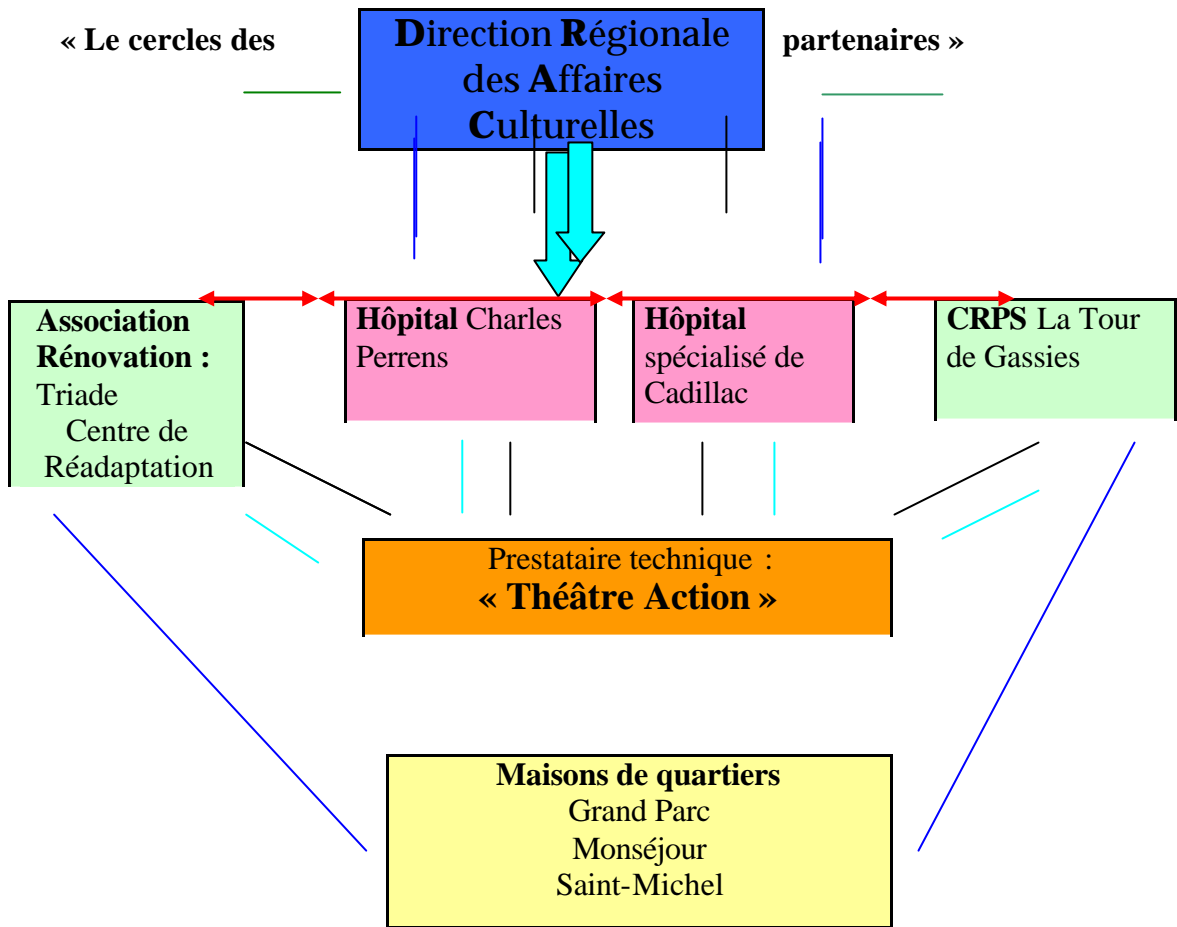 « Le cercles des
Direction Régionale
des Affaires
Culturelles
partenaires »
Association
Rénovation :
Triade
Centre de
Réadaptation
Hôpital Charles
Perrens
Hôpital
spécialisé de
Cadillac
CRPS La Tour
de Gassies
Prestataire technique :
« Théâtre Action »
Maisons de quartiers
Grand Parc
Monséjour
Saint-Michel